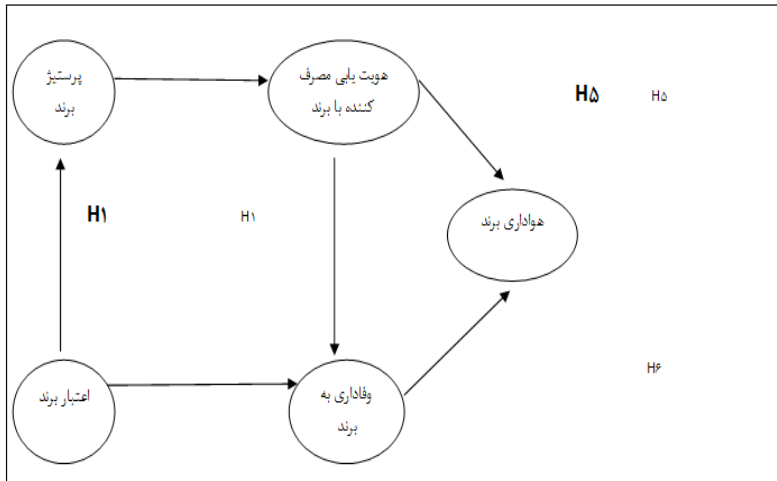 پرستیژ
برند
هویت یابی مصرف
کننده با برند
H۵
H۵
هواداری برند
H۱
H۱
H۶
اعتبار برند
وفاداری به
برند